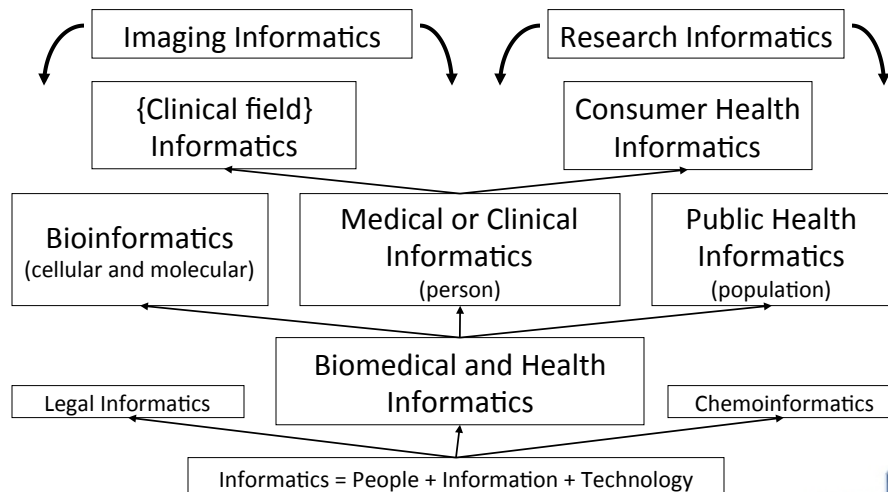 Imaging Informatics
Research Informatics
{Clinical field}
Informatics
Consumer Health
Informatics
Bioinformatics
(cellular and molecular)
Medical or Clinical
Informatics
(person)
Public Health
Informatics
(population)
Biomedical and Health
Informatics
Legal Informatics
Chemoinformatics
Informatics = People + Information + Technology